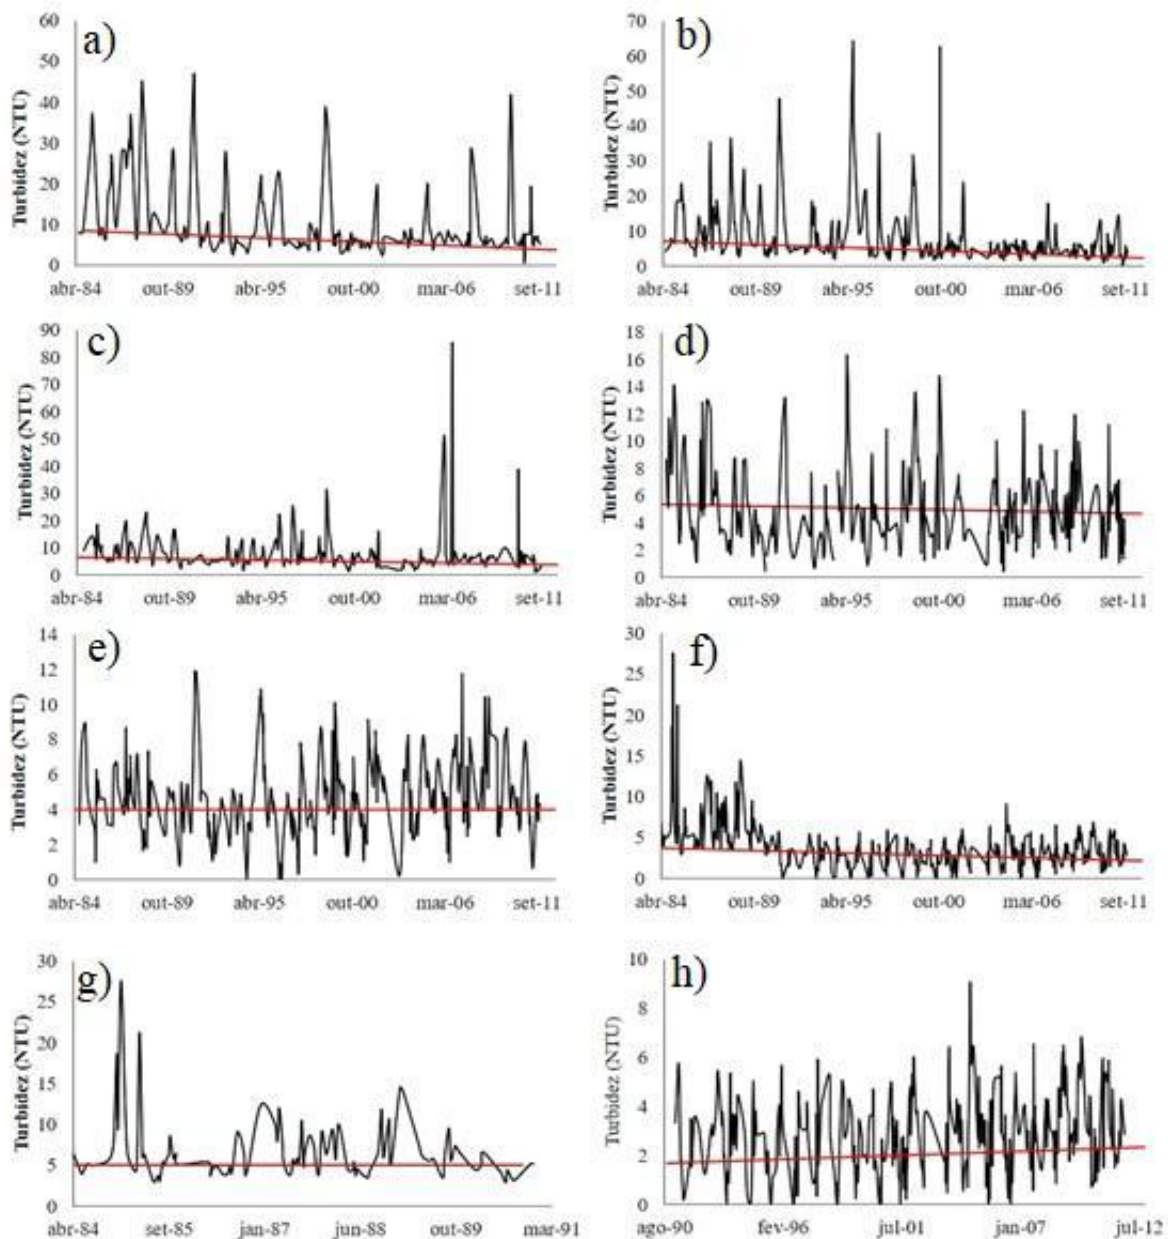 a)
Turbidez (NTU)
60
50
40
30
20
10
0
abr-84 out-89 abr-95 out-00 mar-06 set-11
b)
Turbidez (NTU)
70
60
50
40
30
20
10
0
abr-84 out-89 abr-95 out-00 mar-06 set-11
c)
Turbidez (NTU)
90
80
70
60
50
40
30
20
10
0
abr-84 out-89 abr-95 out-00 mar-06 set-11
d)
Turbidez (NTU)
18
16
14
12
10
8
6
4
2
0
abr-84 out-89 abr-95 out-00 mar-06 set-11
e)
Turbidez (NTU)
14
12
10
8
6
4
2
0
abr-84 out-89 abr-95 out-00 mar-06 set-11
f)
Turbidez (NTU)
30
25
20
15
10
5
0
abr-84 out-89 abr-95 out-00 mar-06 set-11
g)
Turbidez (NTU)
30
25
20
15
10
5
0
abr-84 set-85 jan-87 jun-88 out-89 mar-91
h)
Turbidez (NTU)
10
8
6
4
2
0
ago-90 fev-96 jul-01 jan-07 jul-12